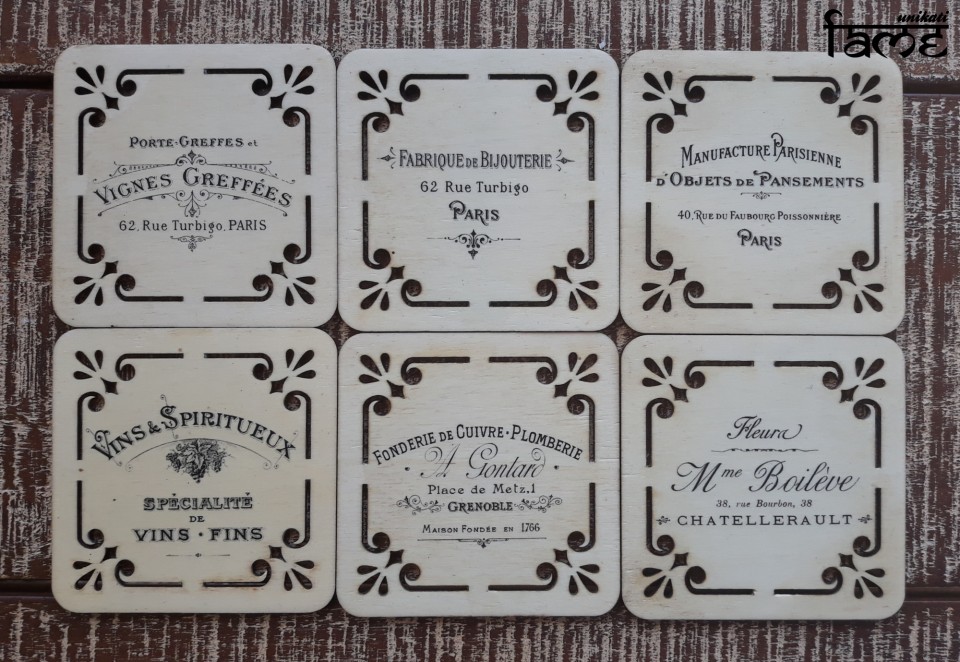 unikati
fame
Porte-Greffes et
Vignes Greffées
62, Rue Turbigo, PARIS
Fabrique de Bijouterie
62 Rue Turbigo
Paris
Manufacture Parisienne
d'Objets de Pansements
40, Rue du Faubourg Poissonnière
Paris
Vins & Spiritueux
SPÉCIALITÉ
DE
VINS · FINS
Fonderie de Cuivre · Plomberie
A Gontard
Place de Metz, 1
GRENOBLE
Maison Fondée en 1766
Fleurs
Mme Boilève
38, rue Bourbon, 38
CHATELLERAULT